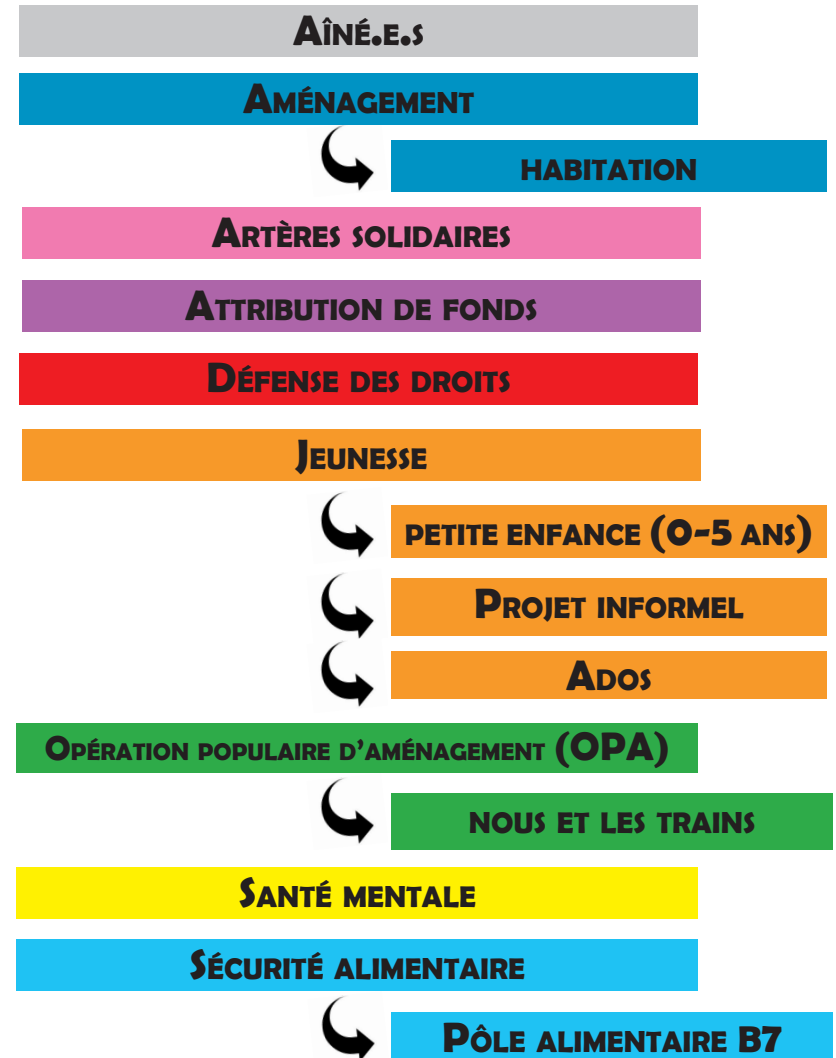 Aîné.e.s
Aménagement
habitation
Artères solidaires
Attribution de fonds
Défense des droits
Jeunesse
petite enfance (0-5 ans)
Projet informel
Ados
Opération populaire d’aménagement (OPA)
nous et les trains
Santé mentale
Sécurité alimentaire
Pôle alimentaire B7